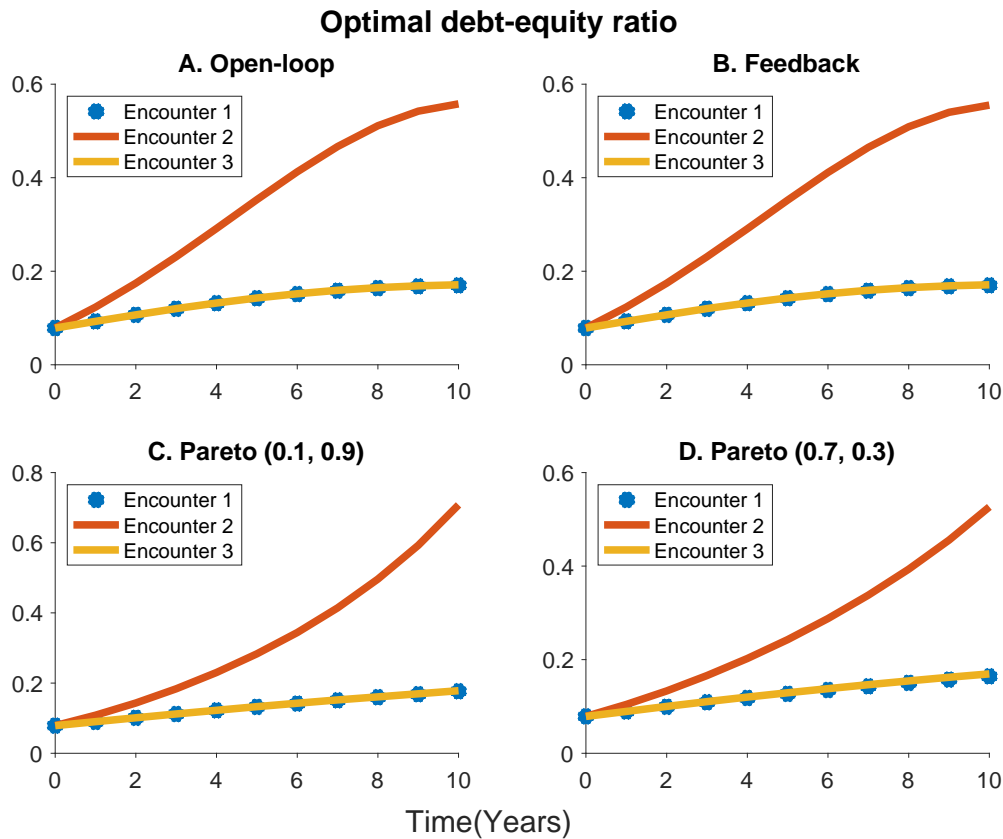 Optimal debt-equity ratio
A. Open-loop
0.6
0.4
0.2
0
Encounter 1
Encounter 2
Encounter 3
0 2 4 6 8 10
B. Feedback
0.6
0.4
0.2
0
Encounter 1
Encounter 2
Encounter 3
0 2 4 6 8 10
C. Pareto (0.1, 0.9)
0.8
0.6
0.4
0.2
0
Encounter 1
Encounter 2
Encounter 3
0 2 4 6 8 10
D. Pareto (0.7, 0.3)
0.6
0.4
0.2
0
Encounter 1
Encounter 2
Encounter 3
0 2 4 6 8 10
Time(Years)